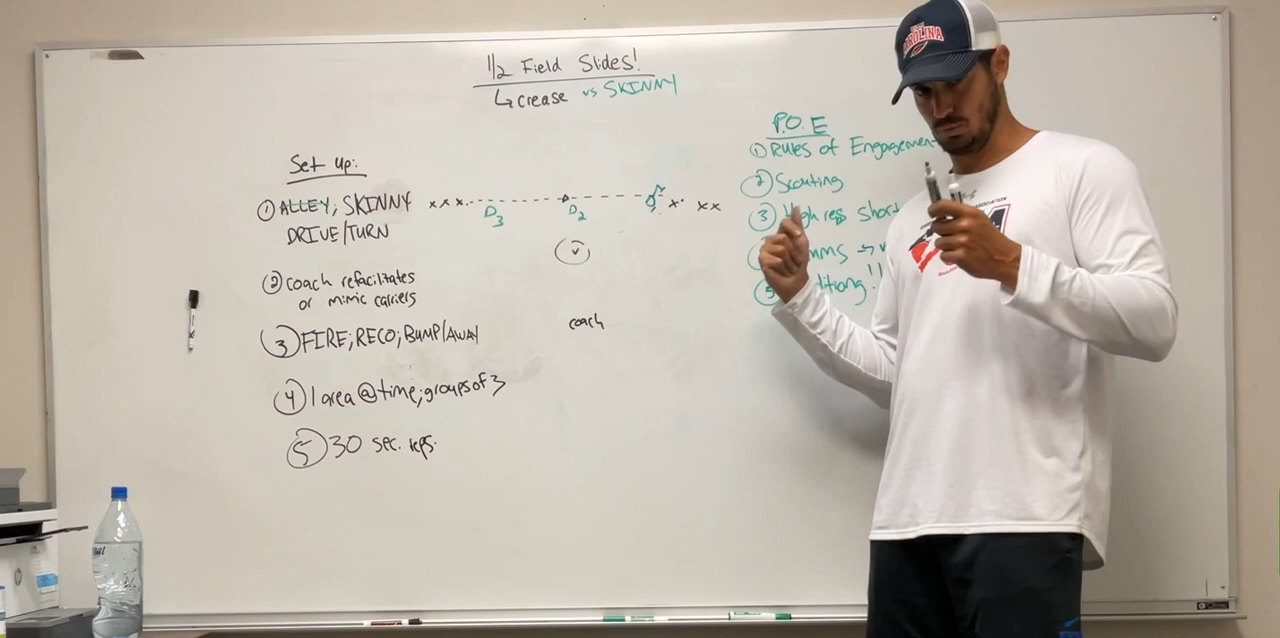 1/2 Field Slides!
↳ crease vs SKINNY
Set Up:
① ALLEY, SKINNY
DRIVE/TURN
② coach refacilitates
or mimic carriers
③ FIRE; RECO; BUMP/AWAY
④ 1 area @ time; groups of 3
⑤ 30 sec. reps.
x x x
D3
D2
x x x
coach
P.O.E
① Rules of Engagement
② Scouting
③ High reps short
CAROLINA